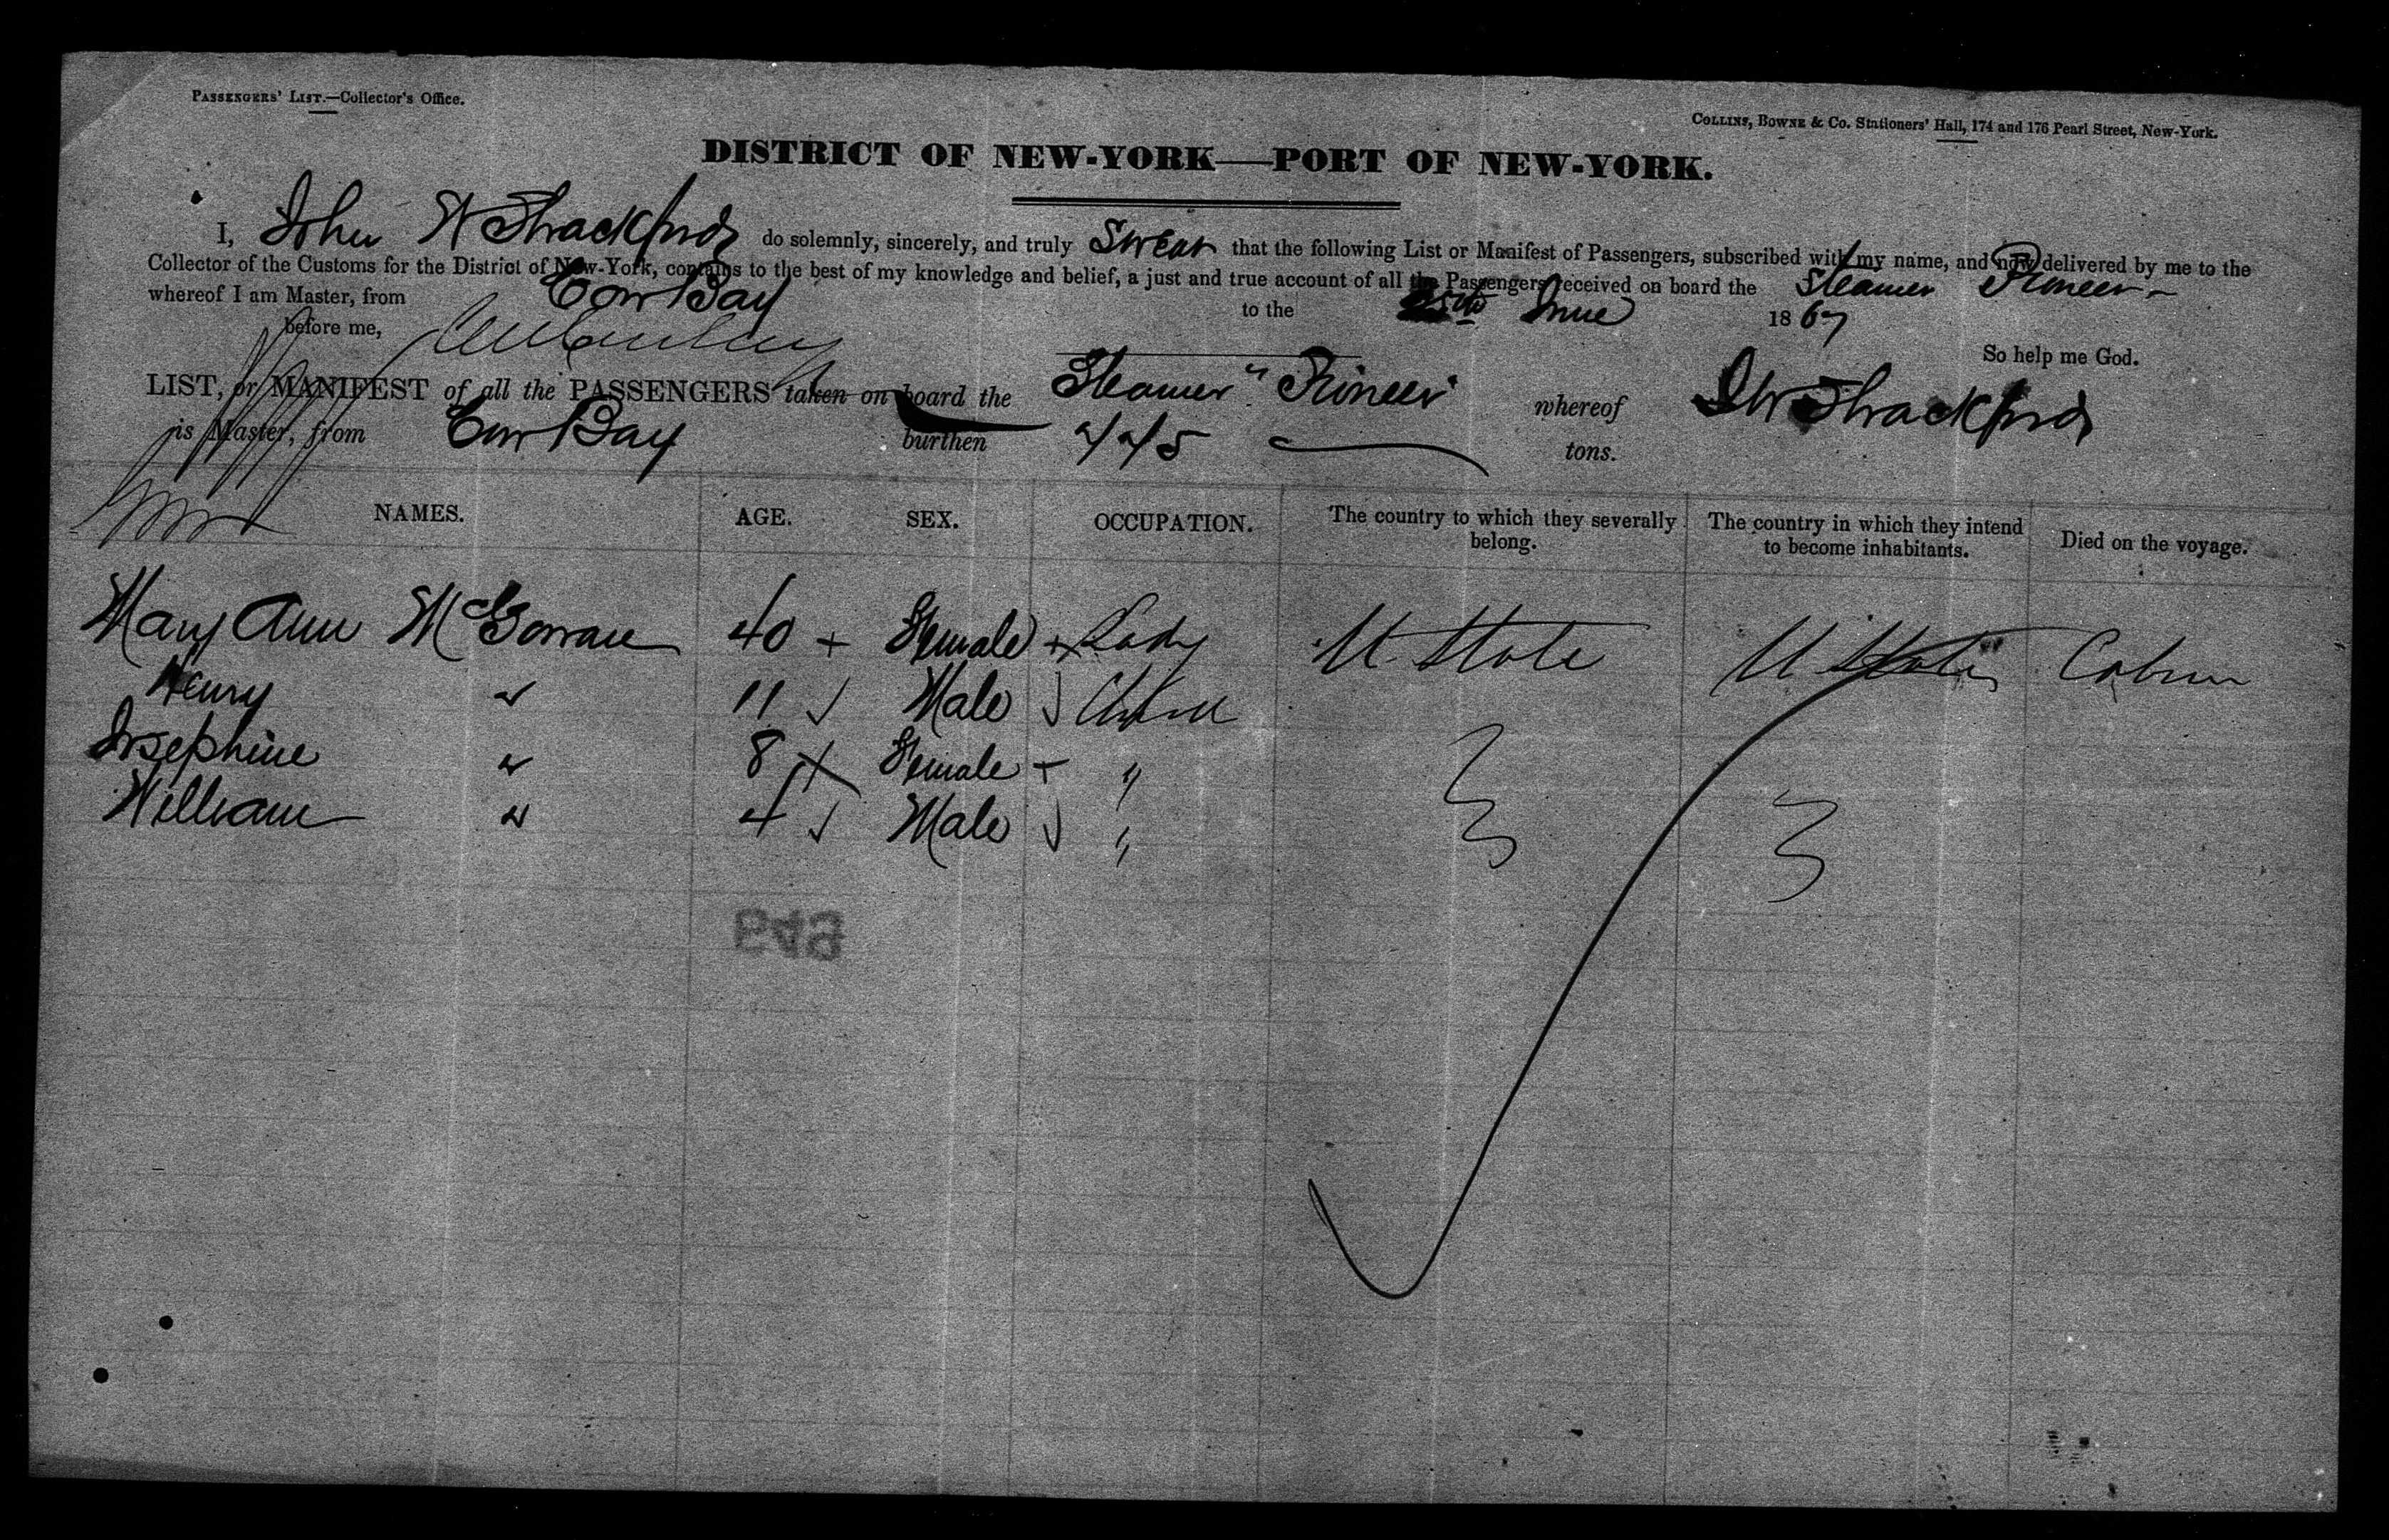 PASSENGERS' LIST.—Collector's Office.
COLLINS, BOWNE & Co. Stationers' Hall, 174 and 176 Pearl Street, New-York.
DISTRICT OF NEW-YORK—PORT OF NEW-YORK.
I, John W Shackford do solemnly, sincerely, and truly Swear that the following List or Manifest of Passengers, subscribed with my name, and now delivered by me to the
Collector of the Customs for the District of New-York, contains to the best of my knowledge and belief, a just and true account of all the Passengers received on board the Steamer Pioneer
whereof I am Master, from Cow Bay
to the 25th June 1867
before me,
So help me God.
LIST, or MANIFEST of all the PASSENGERS taken on board the Steamer "Pioneer" whereof JW Shackford
is Master, from Cow Bay burthen 445 tons.
NAMES. AGE. SEX. OCCUPATION. The country to which they severally belong. The country in which they intend to become inhabitants. Died on the voyage.
Mary Ann McGowan 40 + Female + Lady U. State U State Cabin
Henry " 11 Male Child
Josephine " 8 Female "
William " 4 Male "